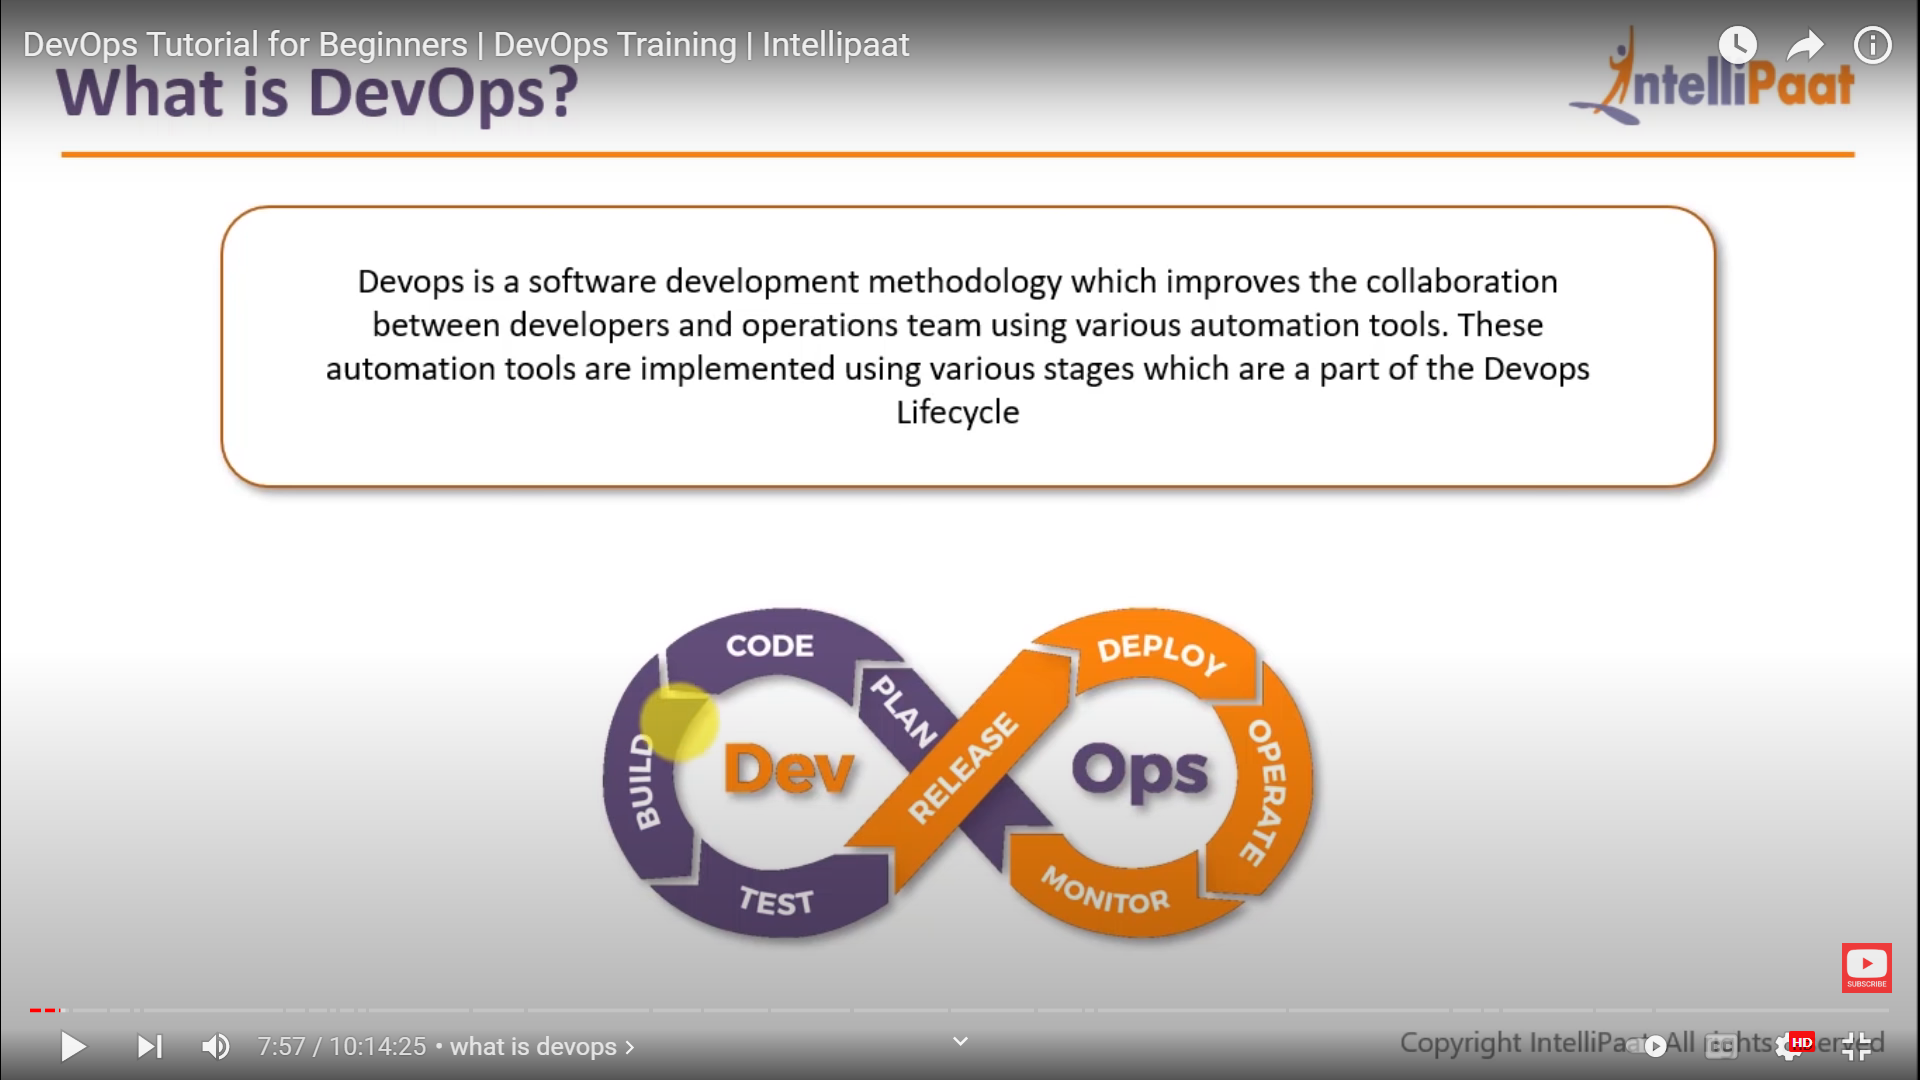 DevOps Tutorial for Beginners | DevOps Training | Intellipaat
What is DevOps?
IntelliPaat
Devops is a software development methodology which improves the collaboration
between developers and operations team using various automation tools. These
automation tools are implemented using various stages which are a part of the Devops
Lifecycle
CODE
DEPLOY
PLAN
BUILD
Dev
RELEASE
Ops
OPERATE
TEST
MONITOR
SUBSCRIBE
7:57 / 10:14:25 • what is devops
Copyright IntelliPaat All rights
HD